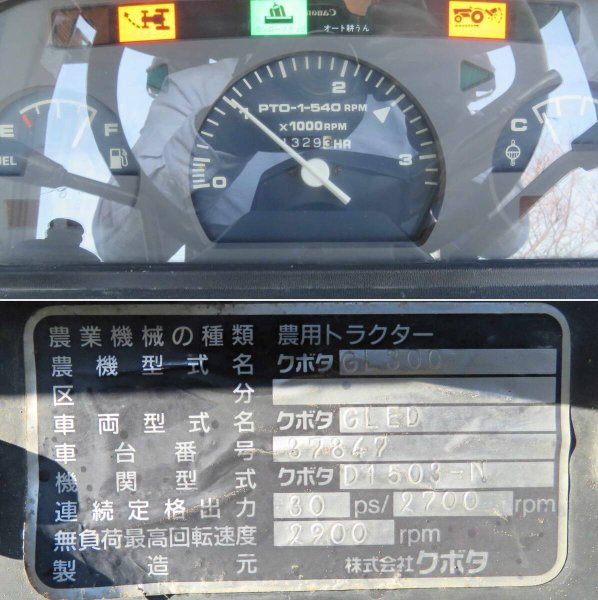 Canon
オート耕うん
2
PTO-1-540 RPM
X1000RPM
1
E F
C
13293HR
FUEL
0 3
農業機械の種類 農用トラクター
農機型式名 クボタ GL300
区分
車両型式名 クボタ GLED
車台番号 37847
機関型式 クボタ D1503-N
連続定格出力 30 ps/2700 rpm
無負荷最高回転速度 2900 rpm
製造元 株式会社クボタ